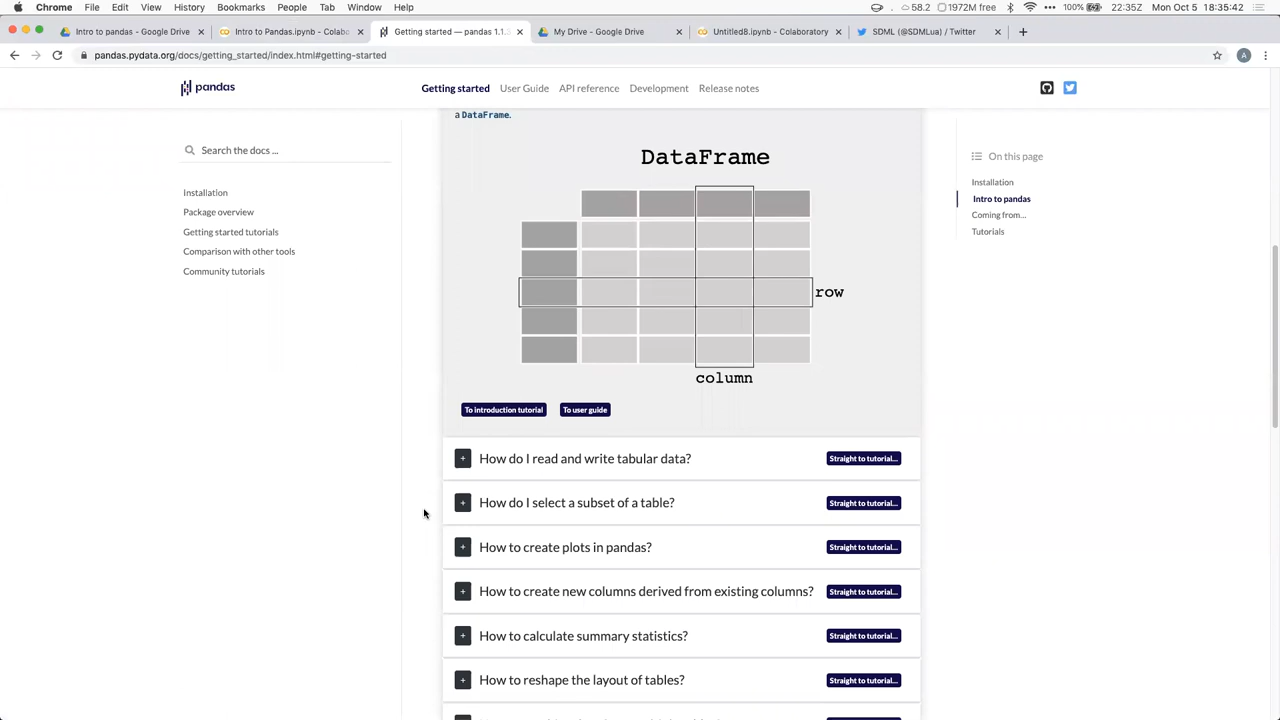 Chrome File Edit View History Bookmarks People Tab Window Help 58.2 1972M free 100% 22:35Z Mon Oct 5 18:35:42
Intro to pandas - Google Drive Intro to Pandas.ipynb - Colabo Getting started — pandas 1.1.3 My Drive - Google Drive Untitled8.ipynb - Colaboratory SDML (@SDMLua) / Twitter
pandas.pydata.org/docs/getting_started/index.html#getting-started A
pandas Getting started User Guide API reference Development Release notes
a DataFrame.
Search the docs ...
Installation
Package overview
Getting started tutorials
Comparison with other tools
Community tutorials
DataFrame
row
column
To introduction tutorial To user guide
+ How do I read and write tabular data? Straight to tutorial...
+ How do I select a subset of a table? Straight to tutorial...
+ How to create plots in pandas? Straight to tutorial...
+ How to create new columns derived from existing columns? Straight to tutorial...
+ How to calculate summary statistics? Straight to tutorial...
+ How to reshape the layout of tables? Straight to tutorial...
On this page
Installation
Intro to pandas
Coming from...
Tutorials